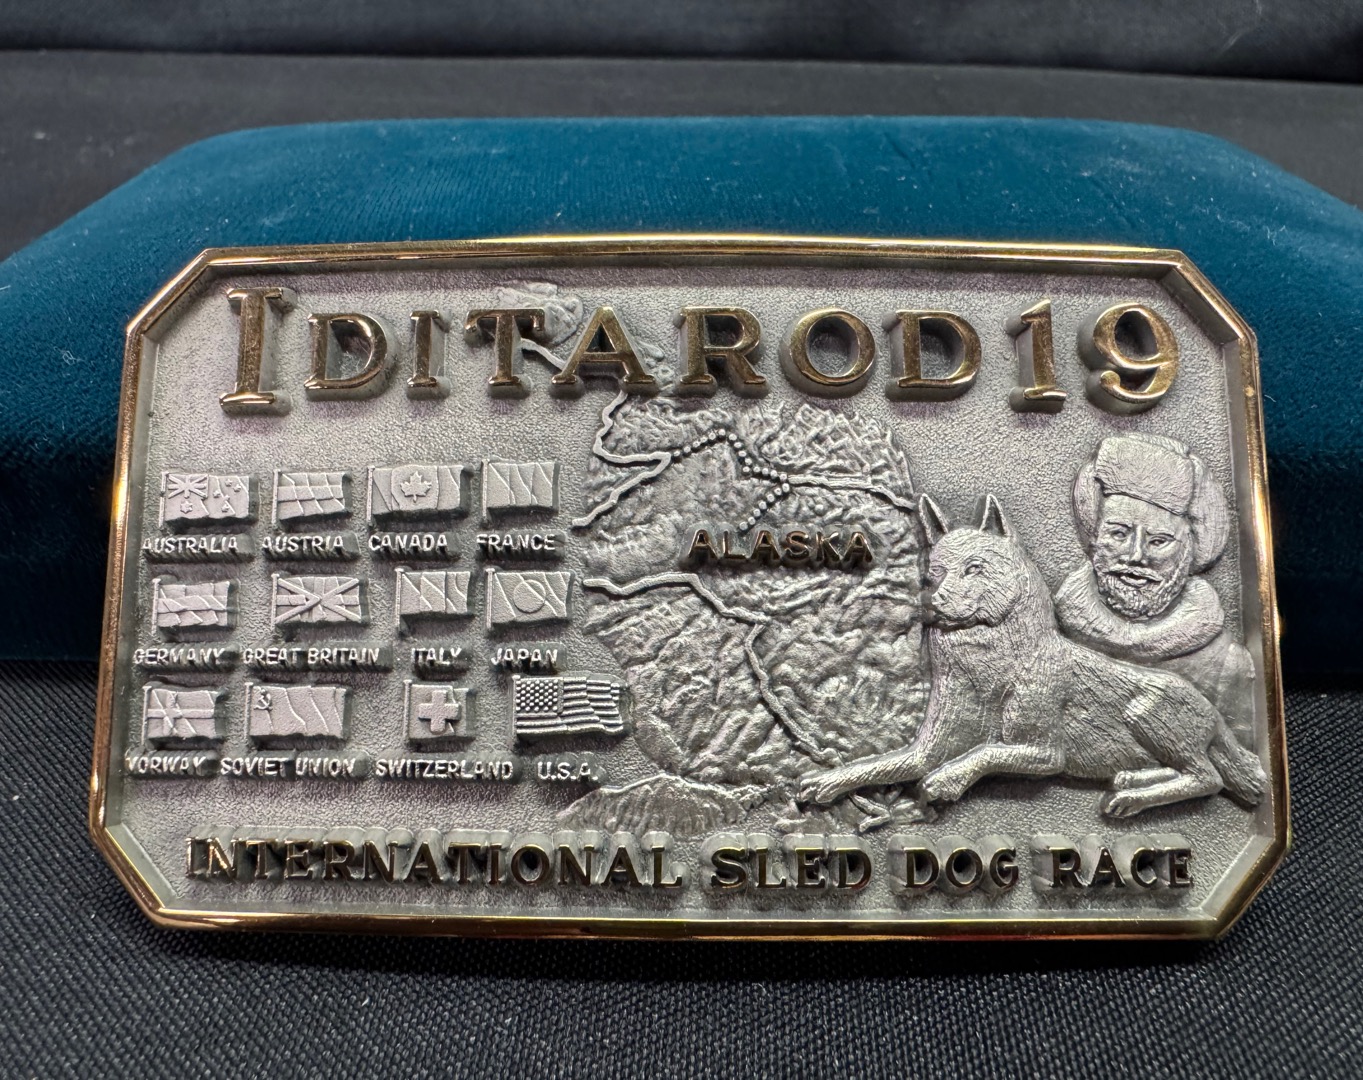 IDITAROD 19
ALASKA
AUSTRALIA AUSTRIA CANADA FRANCE
GERMANY GREAT BRITAIN ITALY JAPAN
NORWAY SOVIET UNION SWITZERLAND U.S.A.
INTERNATIONAL SLED DOG RACE